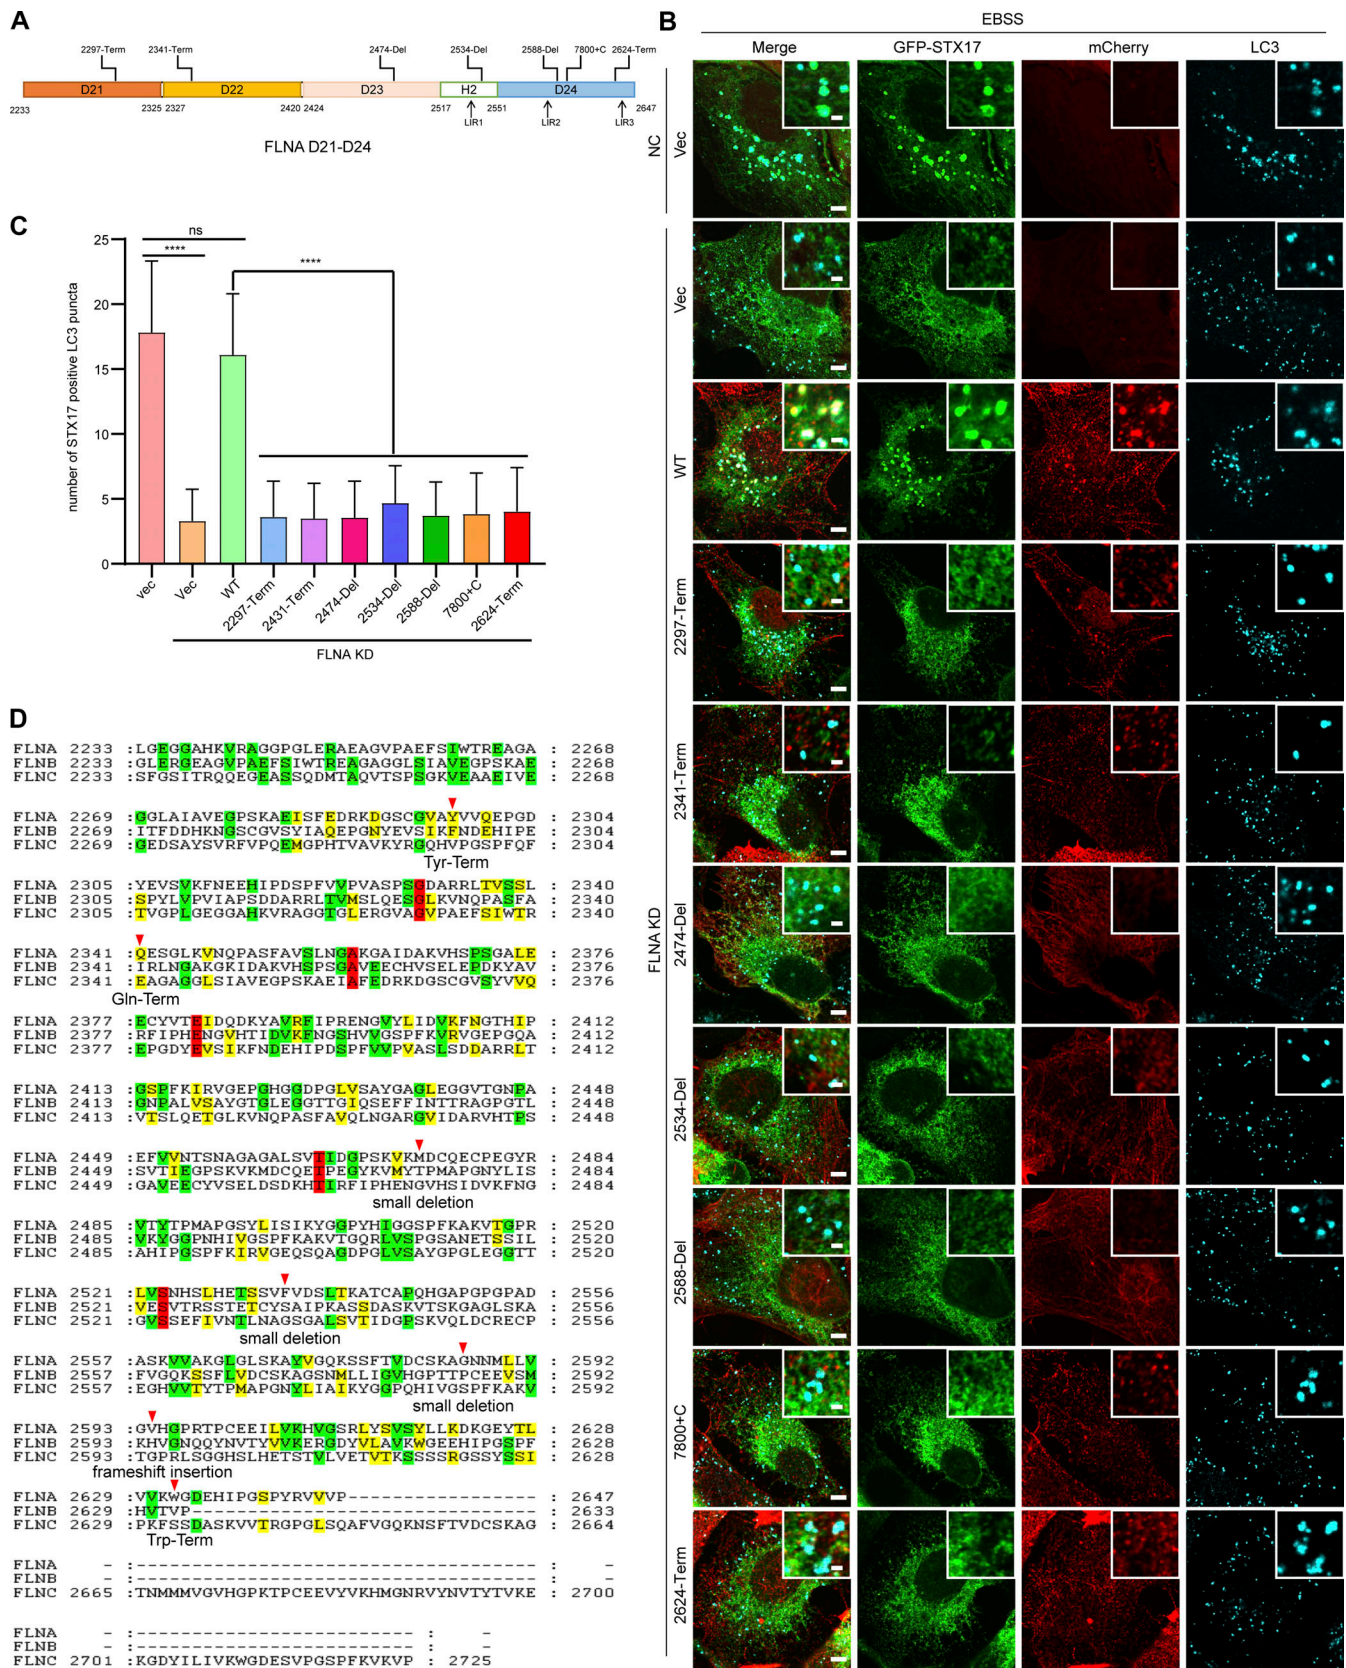 A
2297-Term 2341-Term 2474-Del 2534-Del 2588-Del 7800+C 2624-Term
D21 D22 D23 H2 D24
2233 2325 2327 2420 2424 2517 2551 2647
LIR1 LIR2 LIR3
FLNA D21-D24
B
EBSS
Merge GFP-STX17 mCherry LC3
NC
Vec
FLNA KD
Vec
WT
2297-Term
2341-Term
2474-Del
2534-Del
2588-Del
7800+C
2624-Term
C
number of STX17 positive LC3 puncta
25
20
15
10
5
0
ns
****
****
vec Vec WT 2297-Term 2431-Term 2474-Del 2534-Del 2588-Del 7800+C 2624-Term
FLNA KD
D
FLNA 2233 :LGEGGAHKVRAGGPGLERAEAGVPAEFSIWTREAGA : 2268
FLNB 2233 :GLERGEAGVPAEFSIWTREAGAGGLSIAVEGPSKAE : 2268
FLNC 2233 :SFGSITRQQEGEASSQDMTAQVTSPSGKVEAAEIVE : 2268
FLNA 2269 :GGLAIAVEGPSKAEISFEDRKDGSCGVAYVVQEPGD : 2304
FLNB 2269 :ITFDDHKNGSCGVSYIAQEPGNYEVSIKFNDEHIPE : 2304
FLNC 2269 :GEDSAYSVRFVPQEMGPHTVAVKYRGQHVPGSPFQF : 2304
Tyr-Term
FLNA 2305 :YEVSVKFNEEHIPDSPFVVPVASPSGDARRLTVSSL : 2340
FLNB 2305 :SPYLVPVIAPSDDARRLTVMSLQESGLKVNQPASFA : 2340
FLNC 2305 :TVGPLGEGGAHKVRAGGTGLERGVAGVPAEFSIWTR : 2340
FLNA 2341 :QESGLKVNQPASFAVSLNGAKGAIDAKVHSPSGALE : 2376
FLNB 2341 :IRLNGAKGKIDAKVHSPSGAVEECHVSELEPDKYAV : 2376
FLNC 2341 :EAGAGGLSIAVEGPSKAEIAFEDRKDGSCGVSYVVQ : 2376
Gln-Term
FLNA 2377 :ECYVTEIDQDKYAVRFIPRENGVYLIDVKFNGTHIP : 2412
FLNB 2377 :RFIPHENGVHTIDVKFNGSHVVGSPFKVRVGEPGQA : 2412
FLNC 2377 :EPGDYEVSIKFNDEHIPDSPFVVPVASLSDDARRLT : 2412
FLNA 2413 :GSPFKIRVGEPGHGGDPGLVSAYGAGLEGGVTGNPA : 2448
FLNB 2413 :GNPALVSAYGTGLEGGTTGIQSEFFINTTRAGPGTL : 2448
FLNC 2413 :VTSLQETGLKVNQPASFAVQLNGARGVIDARVHTPS : 2448
FLNA 2449 :EFVVNTSNAGAGALSVTIDGPSKVKMDCQECPEGYR : 2484
FLNB 2449 :SVTIEGPSKVKMDCQETPEGYKVMYTPMAPGNYLIS : 2484
FLNC 2449 :GAVEECYVSELDSDKHTIRFIPHENGVHSIDVKFNG : 2484
small deletion
FLNA 2485 :VTYTPMAPGSYLISIKYGGPYHIGGSPFKAKVTGPR : 2520
FLNB 2485 :VKYGGPNHIVGSPFKAKVTGQRLVSPGSANETSSIL : 2520
FLNC 2485 :AHIPGSPFKIRVGEQSQAGDPGLVSAYGPGLEGGTT : 2520
FLNA 2521 :LVSNHSLHETSSVFVDSLTKATCAPQHGAPGPGPAD : 2556
FLNB 2521 :VESVTRSSTETCYSAIPKASSDASKVTSKGAGLSKA : 2556
FLNC 2521 :GVSSEFIVNTLNAGSGALSVTIDGPSKVQLDCRECP : 2556
small deletion
FLNA 2557 :ASKVVAKGLGLSKAYVGQKSSFTVDCSKAGNNMLLV : 2592
FLNB 2557 :FVGQKSSFLVDCSKAGSNMLLIGVHGPTTPCEEVSM : 2592
FLNC 2557 :EGHVVTYTPMAPGNYLIAIKYGGPQHIVGSPFKAKV : 2592
small deletion
FLNA 2593 :GVHGPRTPCEEILVKHVGSRLYSVSYLLKDKGEYTL : 2628
FLNB 2593 :KHVGNQQYNVTYVVKERGDYVLAVKWGEEHIPGSPF : 2628
FLNC 2593 :TGPRLSGGHSLHETSTVLVETVTKSSSSRGSSYSSI : 2628
frameshift insertion
FLNA 2629 :VVKWGDEHIPGSPYRVVVP----------------- : 2647
FLNB 2629 :HVTVP------------------------------- : 2633
FLNC 2629 :PKFSSDASKVVTRGPGLSQAFVGQKNSFTVDCSKAG : 2664
Trp-Term
FLNA - :------------------------------------ : -
FLNB - :------------------------------------ : -
FLNC 2665 :TNMMMVGVHGPKTPCEEVYVKHMGNRVYNVTYTVKE : 2700
FLNA - :------------------------- : -
FLNB - :------------------------- : -
FLNC 2701 :KGDYILIVKWGDESVPGSPFKVKVP : 2725